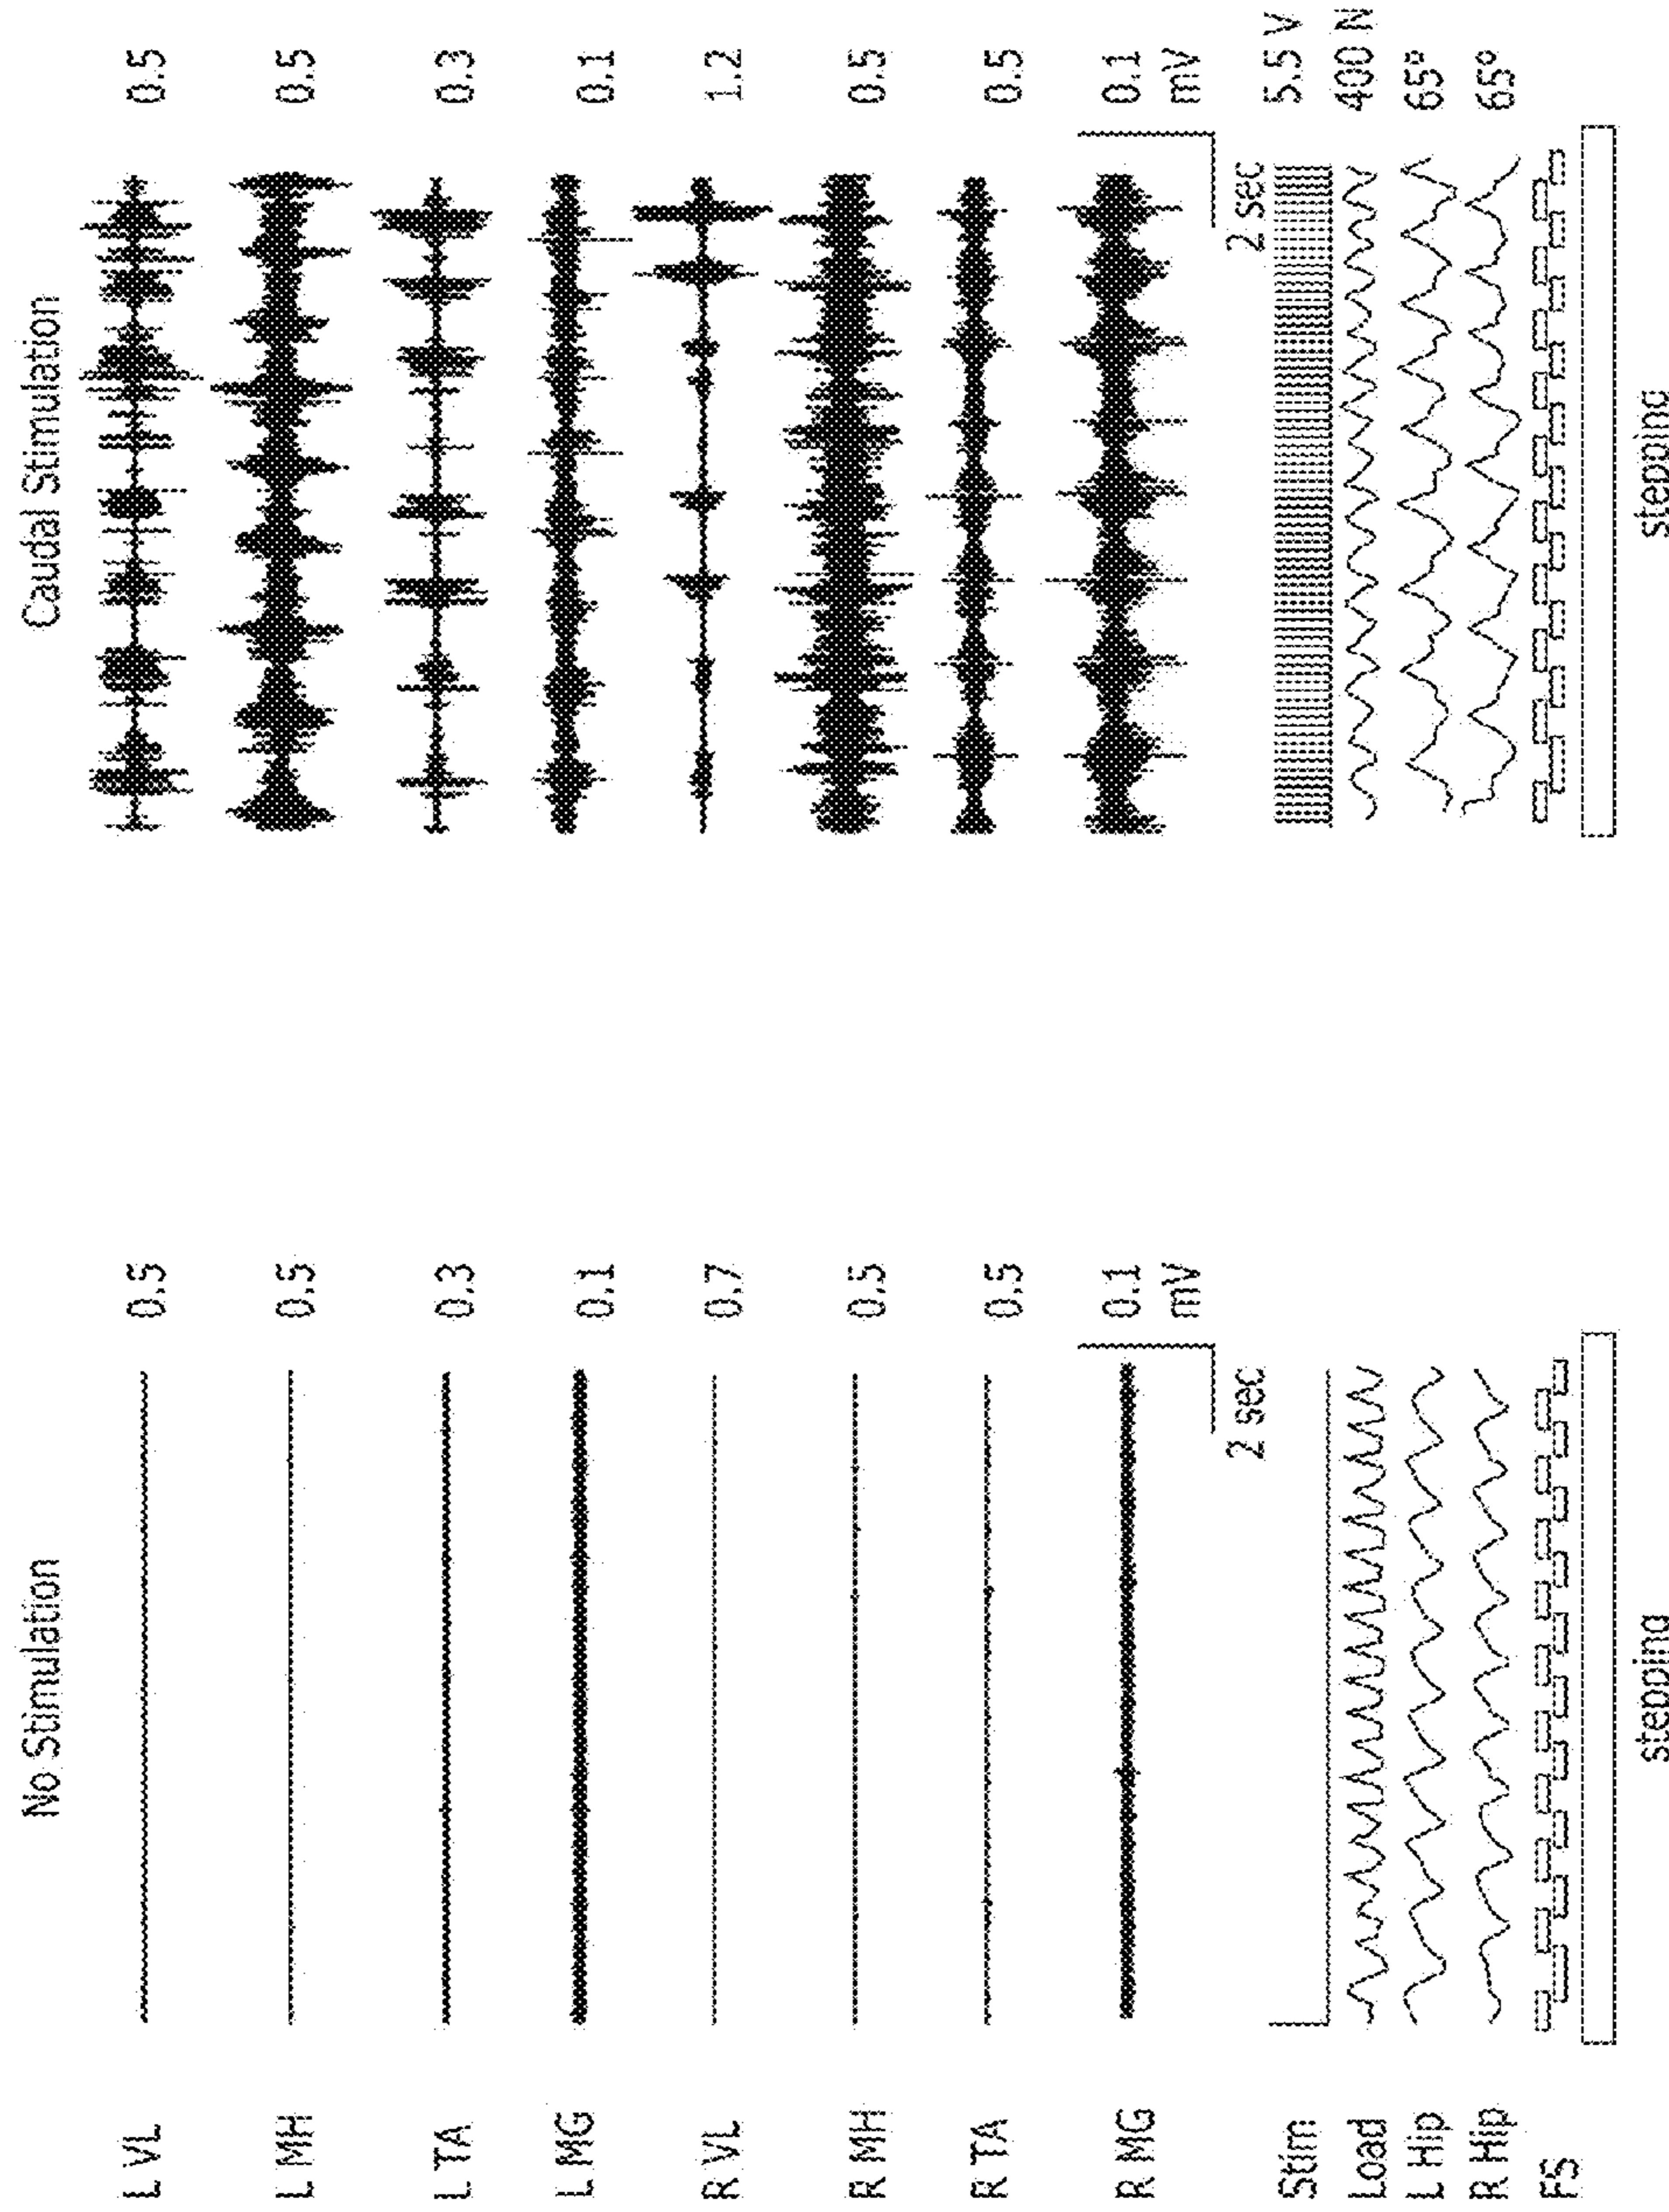 No Stimulation
Caudal Stimulation
L VL
0.5
0.5
L MH
0.5
0.5
L TA
0.3
0.3
L MG
0.1
0.1
R VL
0.7
1.2
R MH
0.5
0.5
R TA
0.5
0.5
R MG
0.1
0.1
mV
mV
2 sec
2 sec
Stim
5.5 V
Load
400 N
L Hip
65º
R Hip
65º
FS
stepping
stepping